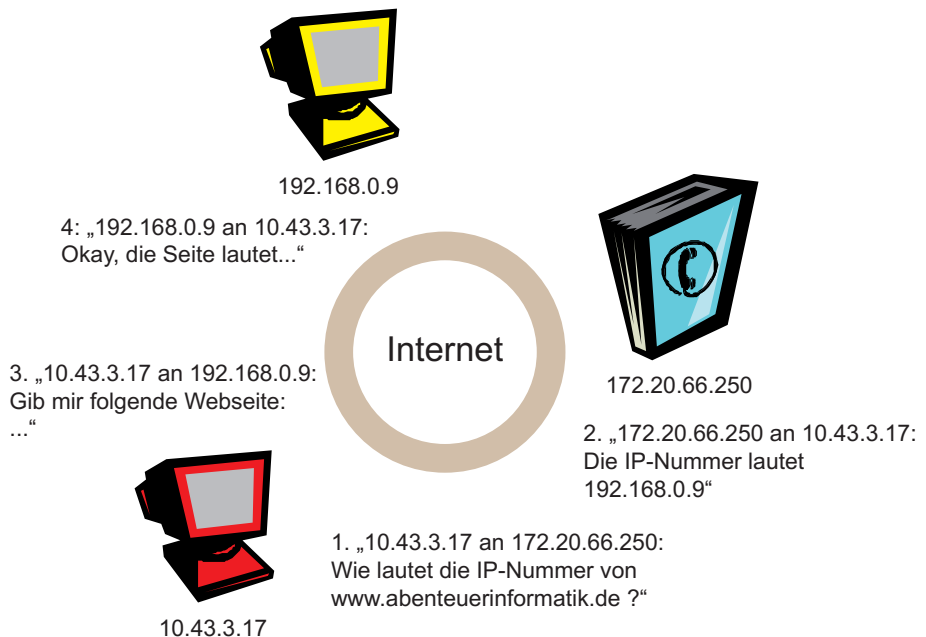 192.168.0.9
4: „192.168.0.9 an 10.43.3.17:
Okay, die Seite lautet...“
Internet
172.20.66.250
3. „10.43.3.17 an 192.168.0.9:
Gib mir folgende Webseite:
...“
2. „172.20.66.250 an 10.43.3.17:
Die IP-Nummer lautet
192.168.0.9“
1. „10.43.3.17 an 172.20.66.250:
Wie lautet die IP-Nummer von
www.abenteuerinformatik.de ?“
10.43.3.17